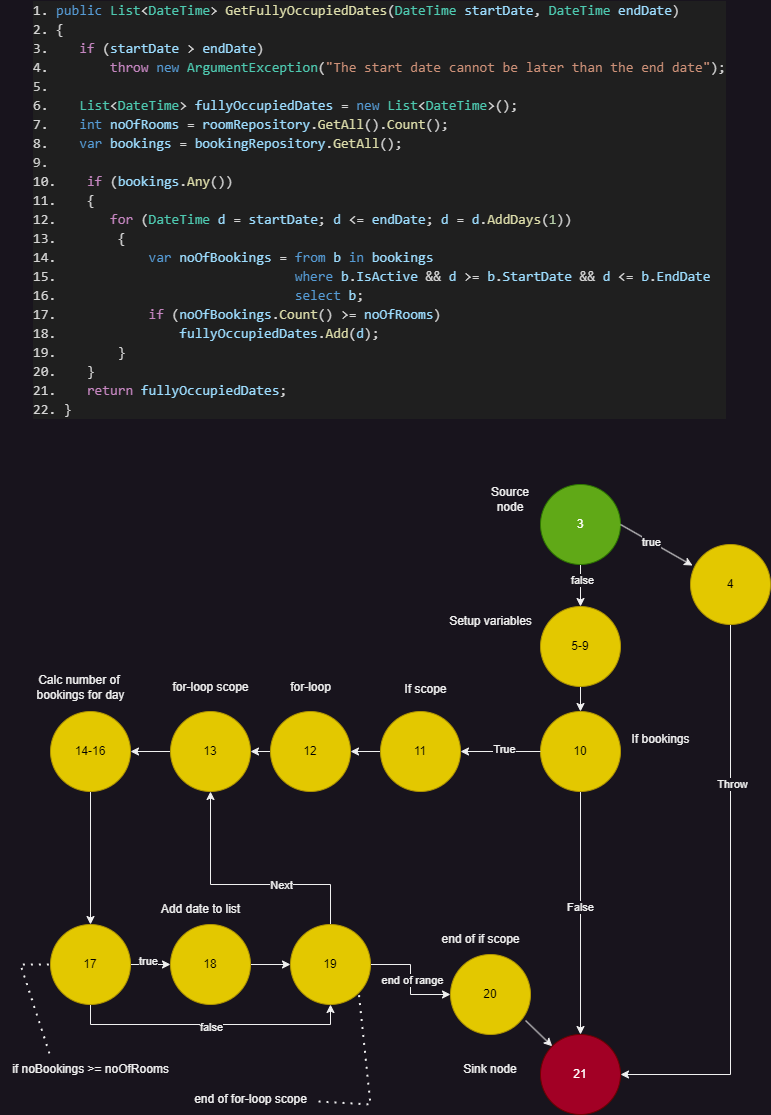 1. public List<DateTime> GetFullyOccupiedDates(DateTime startDate, DateTime endDate)
2. {
3. if (startDate > endDate)
4. throw new ArgumentException("The start date cannot be later than the end date");
5.
6. List<DateTime> fullyOccupiedDates = new List<DateTime>();
7. int noOfRooms = roomRepository.GetAll().Count();
8. var bookings = bookingRepository.GetAll();
9.
10. if (bookings.Any())
11. {
12. for (DateTime d = startDate; d <= endDate; d = d.AddDays(1))
13. {
14. var noOfBookings = from b in bookings
15. where b.IsActive && d >= b.StartDate && d <= b.EndDate
16. select b;
17. if (noOfBookings.Count() >= noOfRooms)
18. fullyOccupiedDates.Add(d);
19. }
20. }
21. return fullyOccupiedDates;
22. }
Source
node
3
true
4
false
Setup variables
5-9
Calc number of
bookings for day
for-loop scope
for-loop
If scope
If bookings
14-16
13
12
11
True
10
Throw
Next
Add date to list
False
end of if scope
17
true
18
19
end of range
20
false
if noBookings >= noOfRooms
Sink node
21
end of for-loop scope